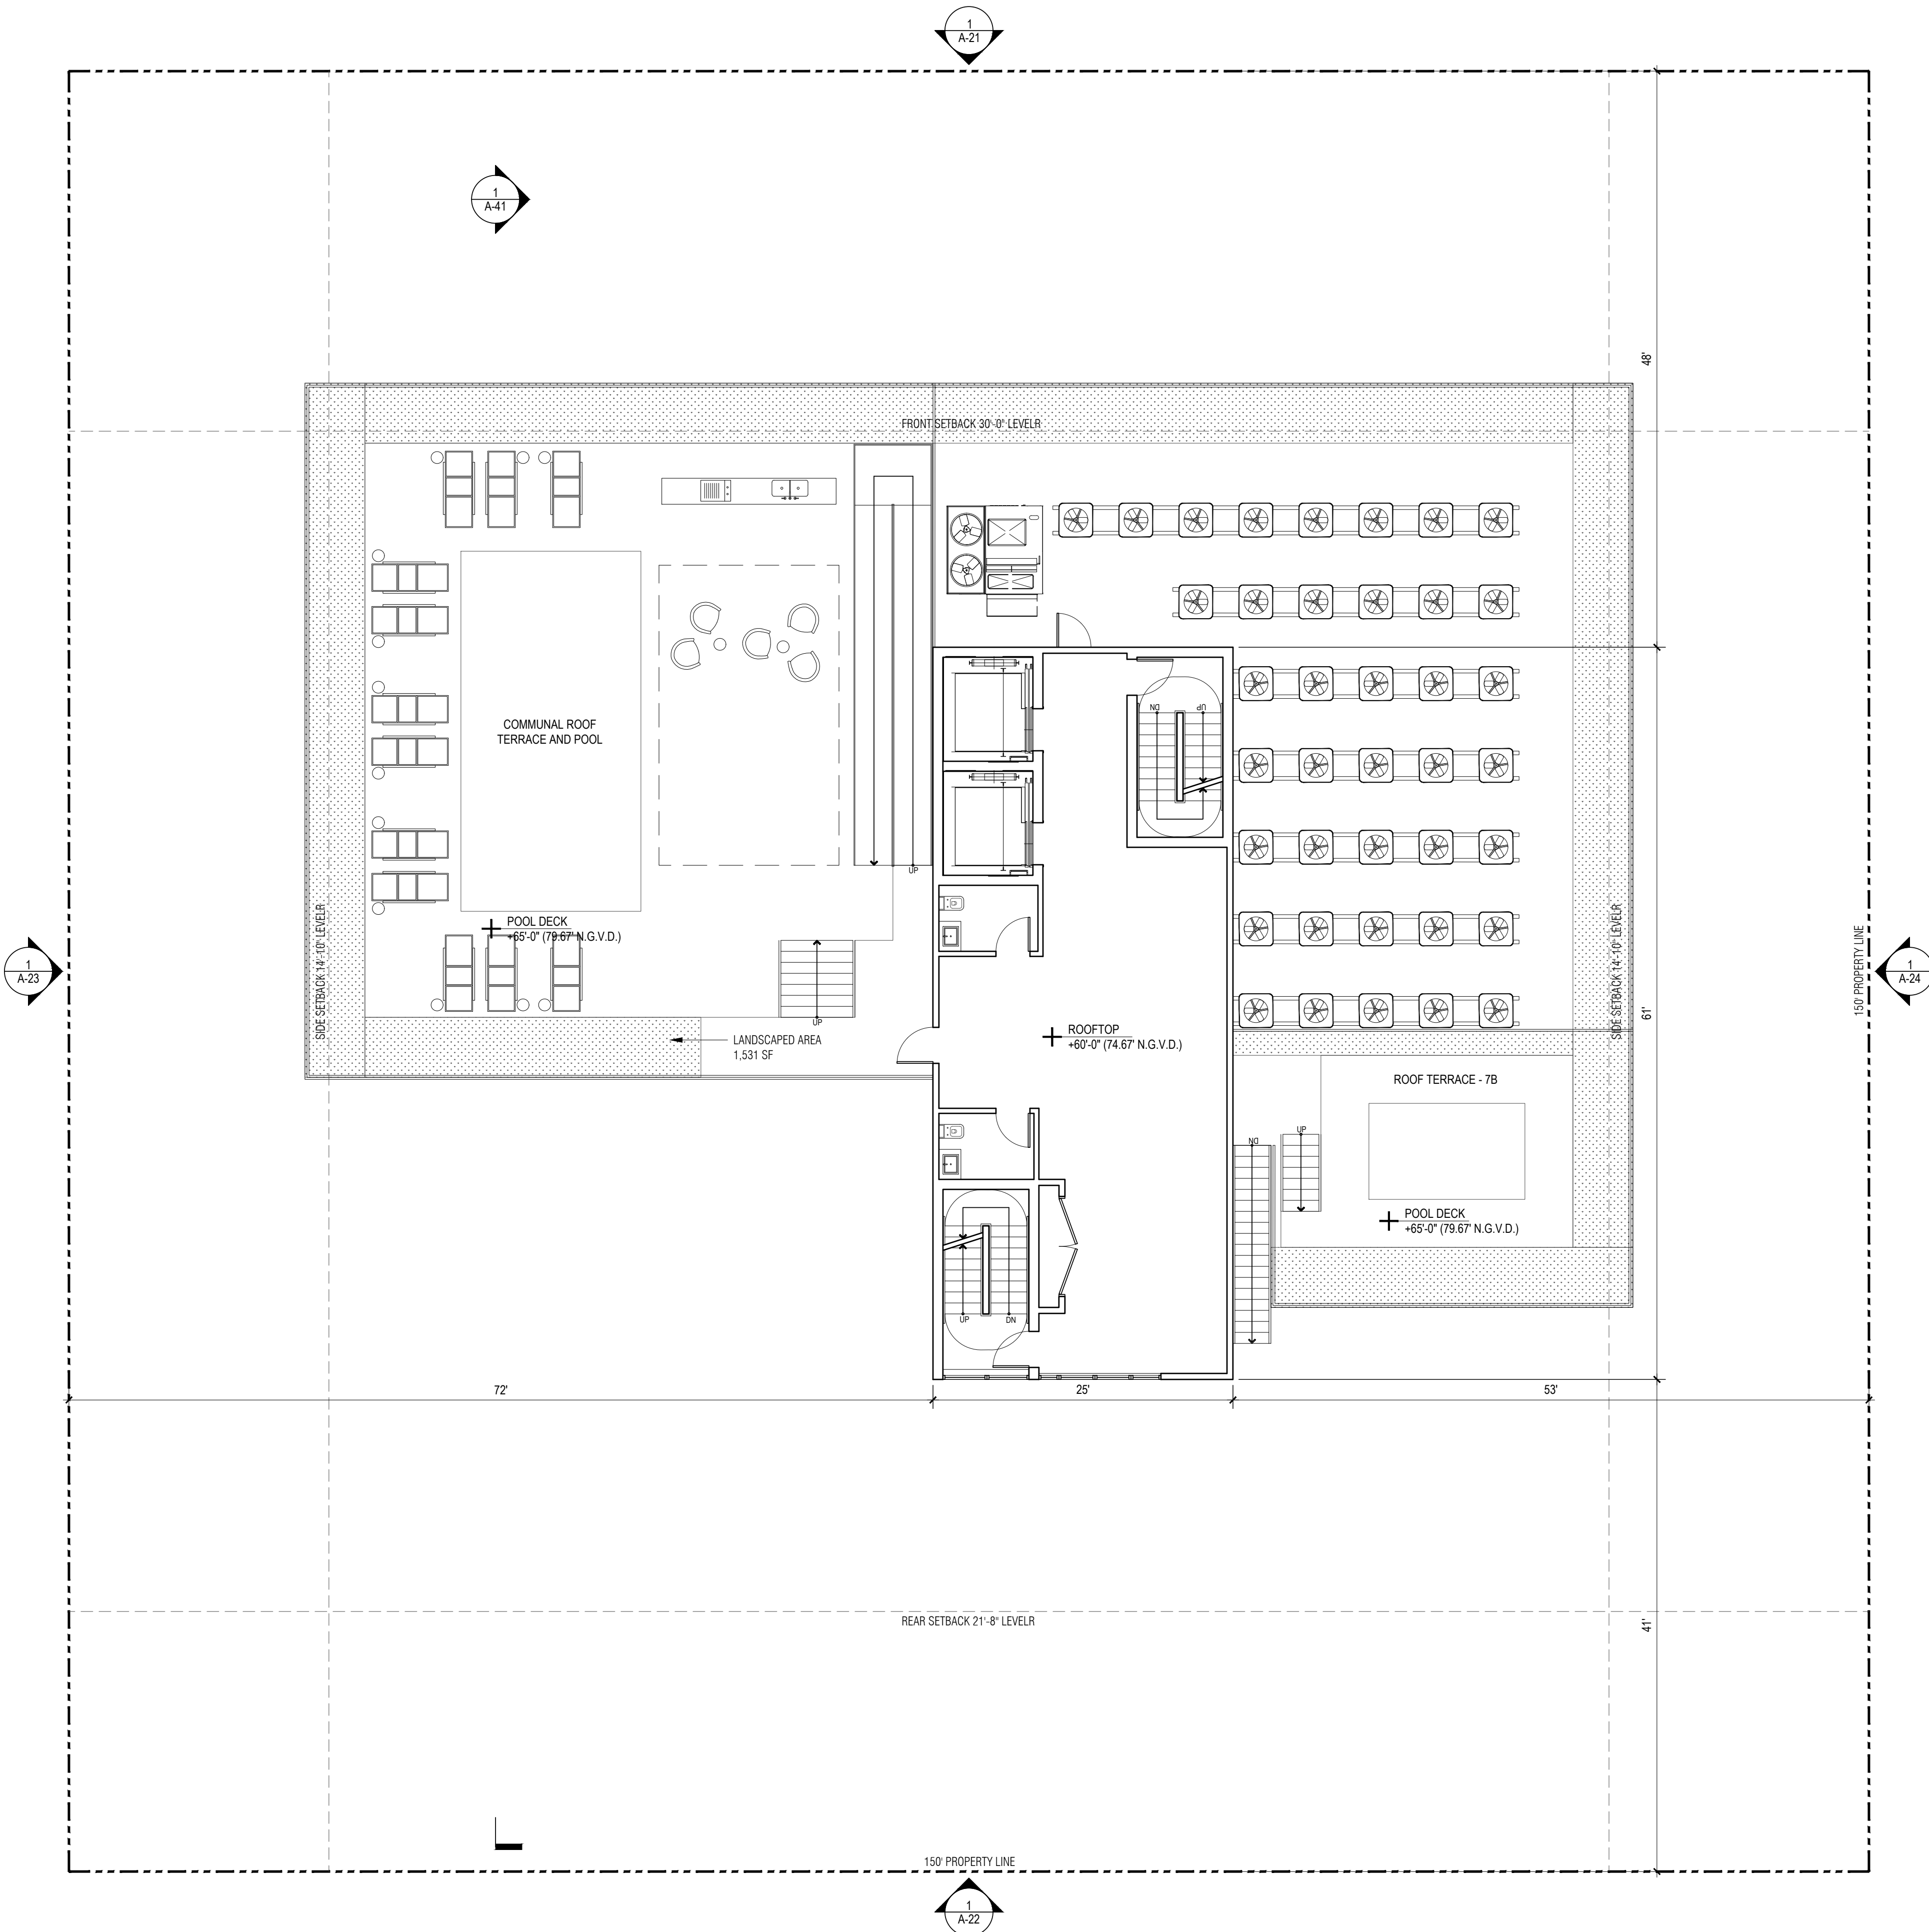 1
A-21
1
A-41
48'
FRONT SETBACK 30'-0" LEVELR
COMMUNAL ROOF
TERRACE AND POOL
DN
UP
UP
POOL DECK
+65'-0" (79.67' N.G.V.D.)
SIDE SETBACK 14'-10" LEVELR
SIDE SETBACK 14'-10" LEVELR
150' PROPERTY LINE
1
A-23
1
A-24
61'
UP
LANDSCAPED AREA
1,531 SF
ROOFTOP
+60'-0" (74.67' N.G.V.D.)
ROOF TERRACE - 7B
DN
UP
POOL DECK
+65'-0" (79.67' N.G.V.D.)
UP
DN
72'
25'
53'
REAR SETBACK 21'-8" LEVELR
41'
150' PROPERTY LINE
1
A-22